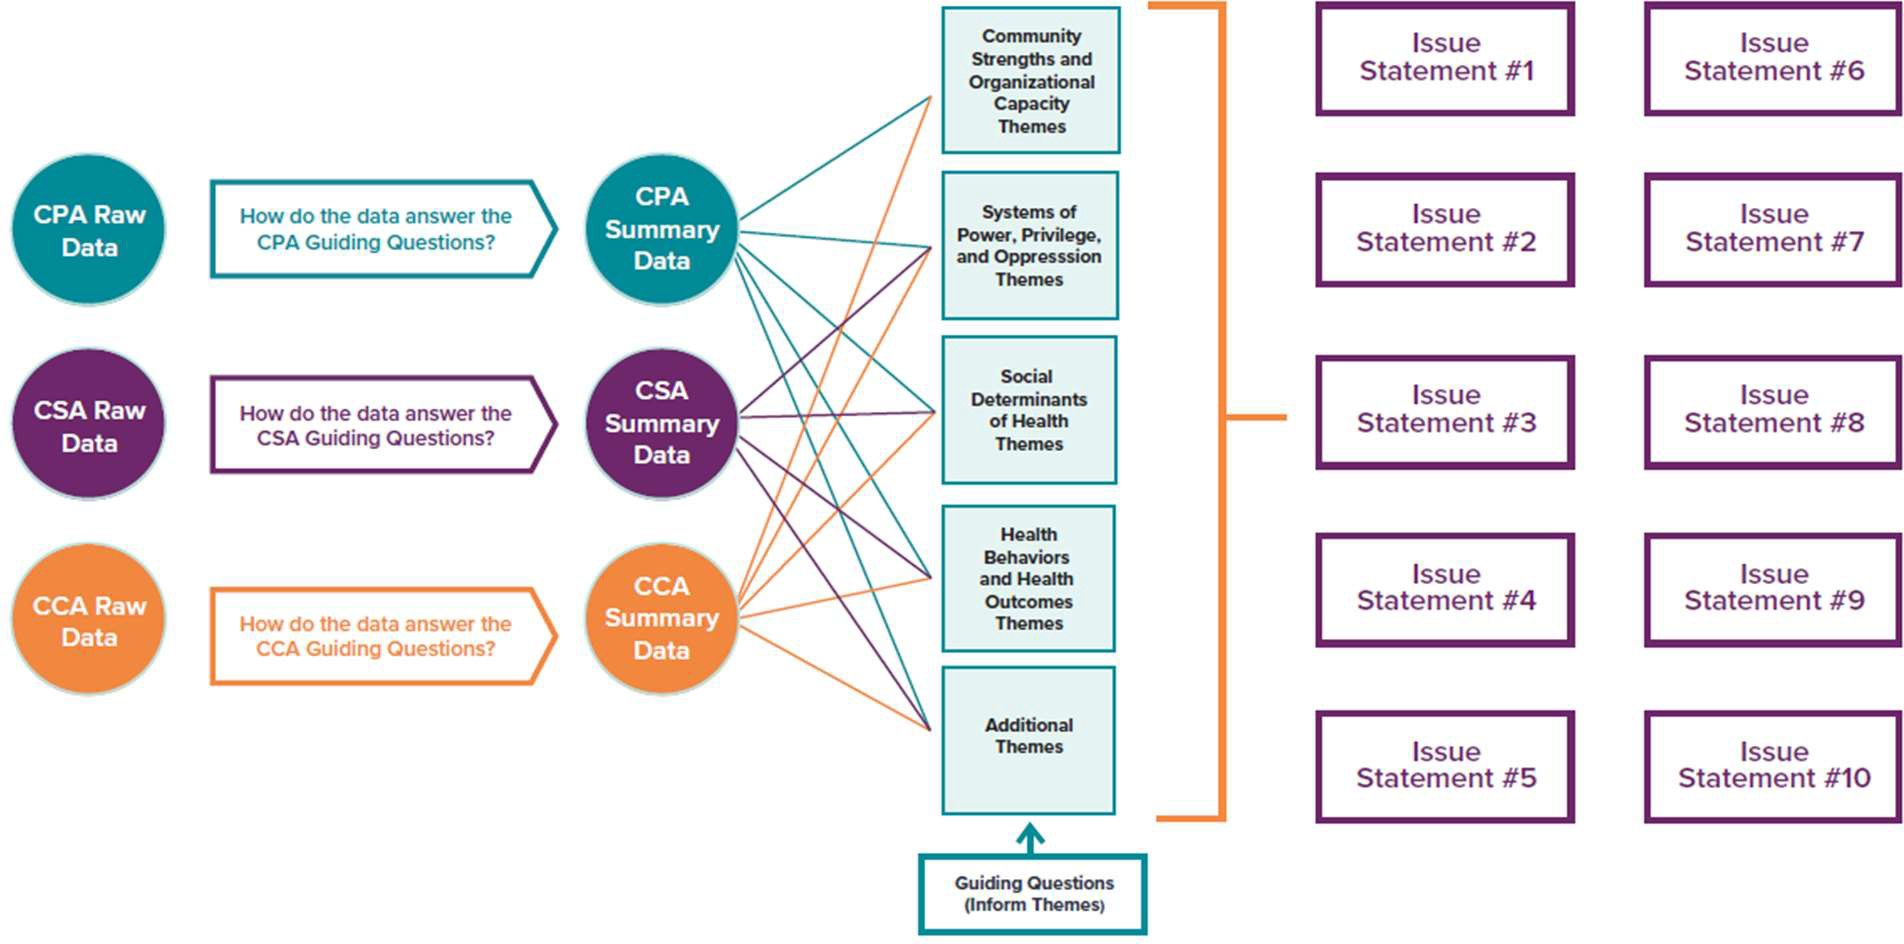 CPA Raw
Data
How do the data answer the
CPA Guiding Questions?
CPA
Summary
Data
CSA Raw
Data
How do the data answer the
CSA Guiding Questions?
CSA
Summary
Data
CCA Raw
Data
How do the data answer the
CCA Guiding Questions?
CCA
Summary
Data
Community
Strengths and
Organizational
Capacity
Themes
Systems of
Power, Privilege,
and Oppresssion
Themes
Social
Determinants
of Health
Themes
Health
Behaviors
and Health
Outcomes
Themes
Additional
Themes
Guiding Questions
(Inform Themes)
Issue
Statement #1
Issue
Statement #2
Issue
Statement #3
Issue
Statement #4
Issue
Statement #5
Issue
Statement #6
Issue
Statement #7
Issue
Statement #8
Issue
Statement #9
Issue
Statement #10